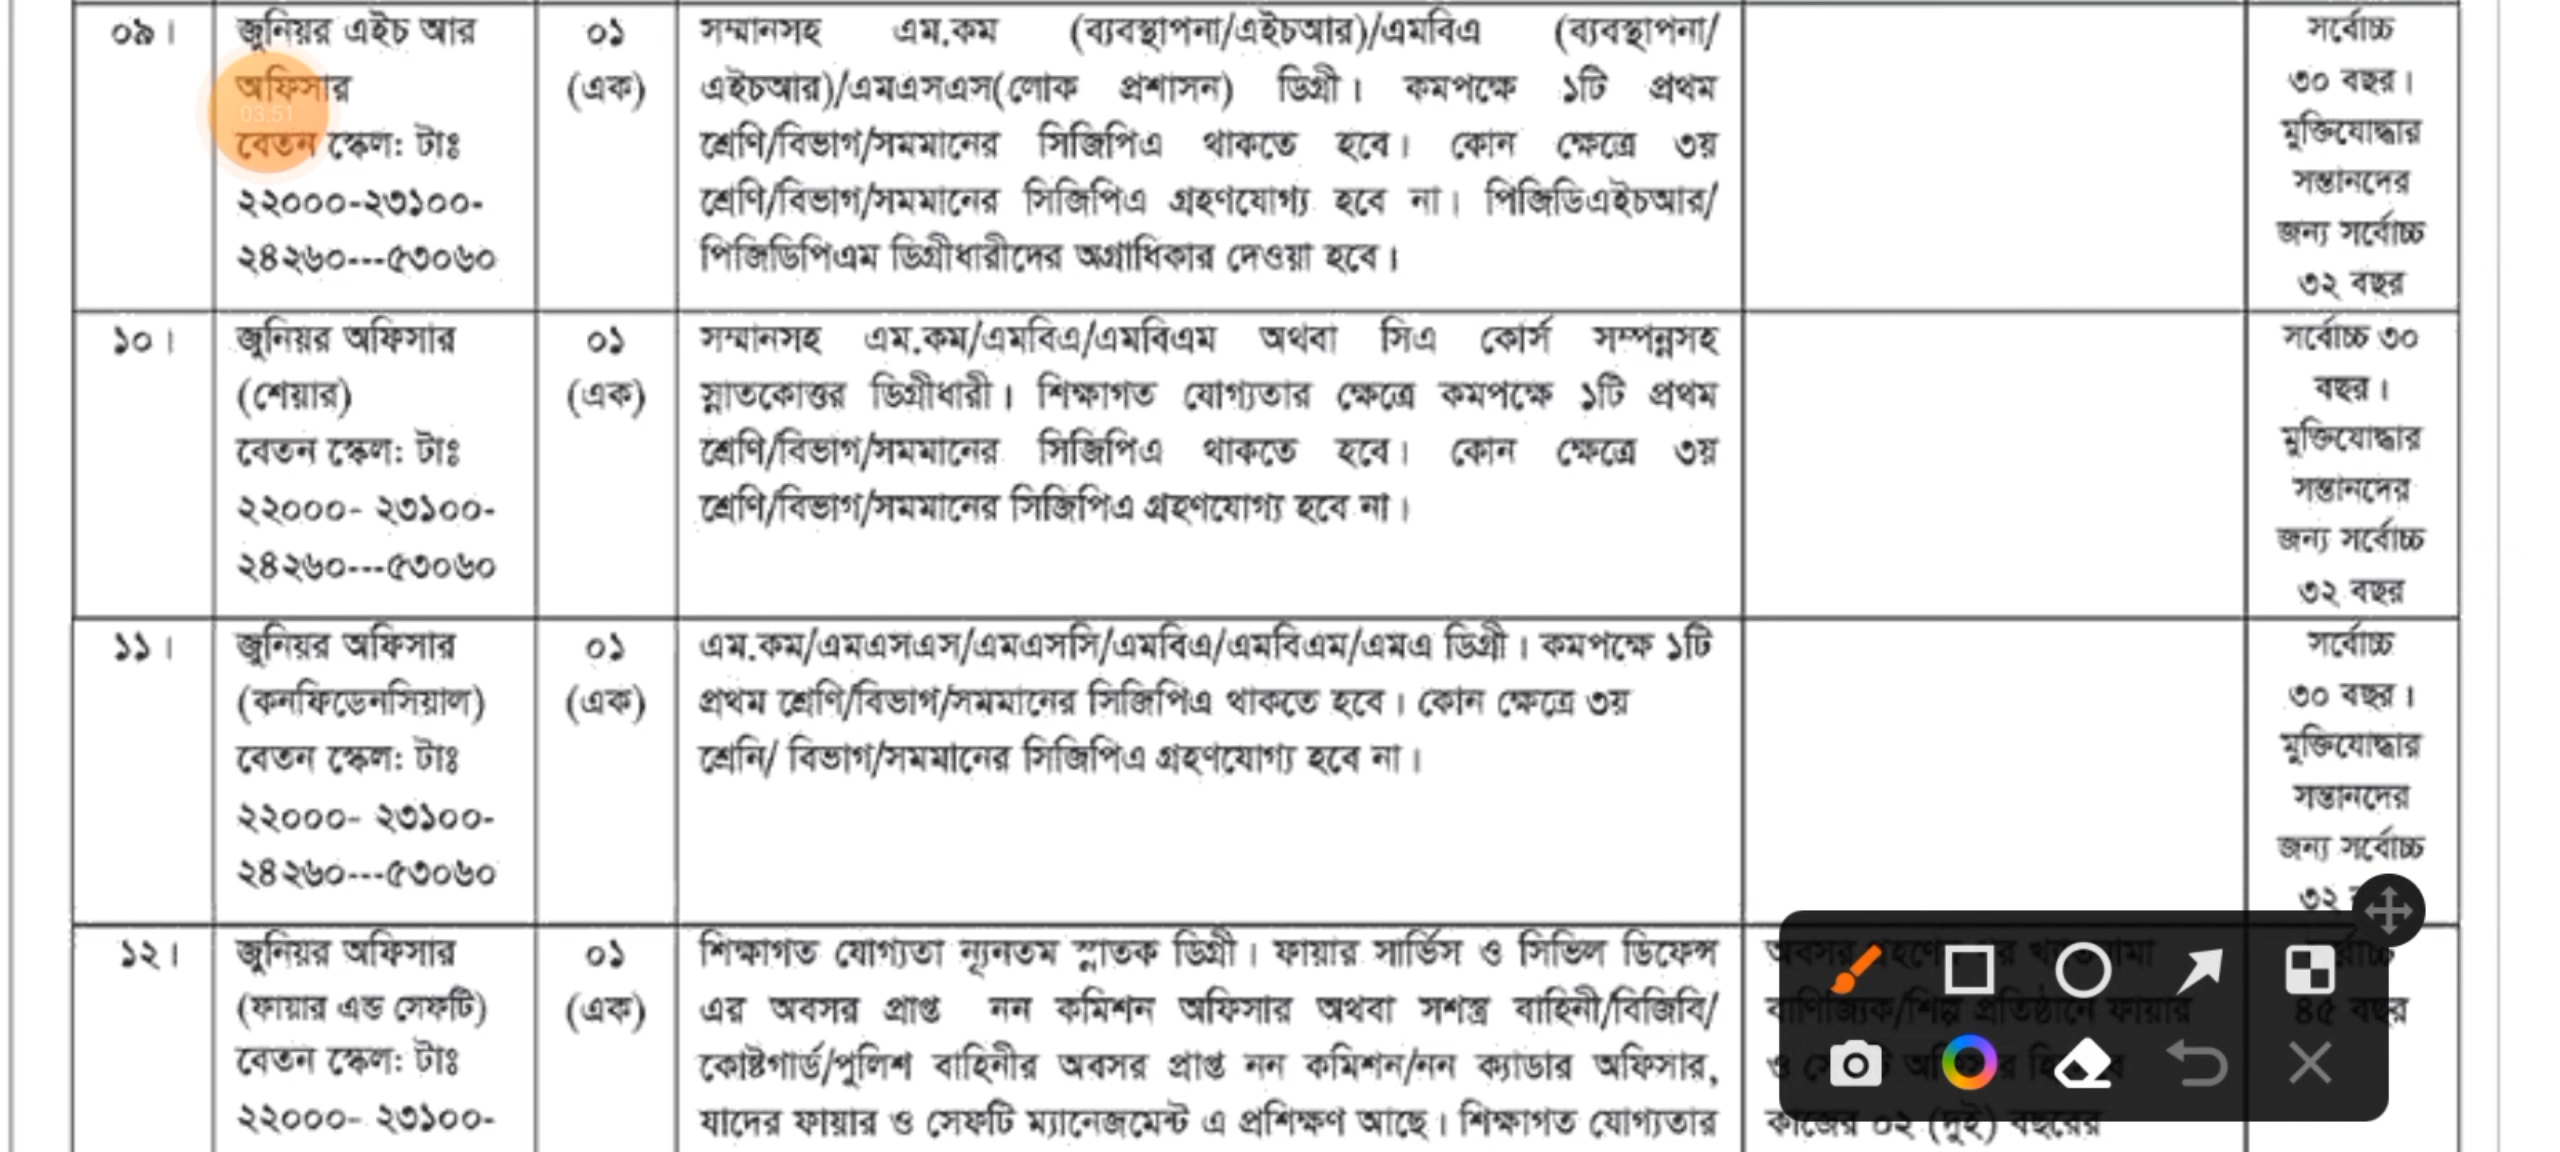 ০৯।
জুনিয়র এইচ আর
অফিসার
03:51
বেতন স্কেল: টাঃ
২২০০০-২৩১০০-
২৪২৬০---৫৩০৬০
০১
(এক)
সম্মানসহ এম.কম (ব্যবস্থাপনা/এইচআর)/এমবিএ (ব্যবস্থাপনা/
এইচআর)/এমএসএস(লোক প্রশাসন) ডিগ্রী। কমপক্ষে ১টি প্রথম
শ্রেণি/বিভাগ/সমমানের সিজিপিএ থাকতে হবে। কোন ক্ষেত্রে ৩য়
শ্রেণি/বিভাগ/সমমানের সিজিপিএ গ্রহণযোগ্য হবে না। পিজিডিএইচআর/
পিজিডিপিএম ডিগ্রীধারীদের অগ্রাধিকার দেওয়া হবে।
সর্বোচ্চ
৩০ বছর।
মুক্তিযোদ্ধার
সন্তানদের
জন্য সর্বোচ্চ
৩২ বছর
১০।
জুনিয়র অফিসার
(শেয়ার)
বেতন স্কেল: টাঃ
২২০০০- ২৩১০০-
২৪২৬০---৫৩০৬০
০১
(এক)
সম্মানসহ এম.কম/এমবিএ/এমবিএম অথবা সিএ কোর্স সম্পন্নসহ
স্নাতকোত্তর ডিগ্রীধারী। শিক্ষাগত যোগ্যতার ক্ষেত্রে কমপক্ষে ১টি প্রথম
শ্রেণি/বিভাগ/সমমানের সিজিপিএ থাকতে হবে। কোন ক্ষেত্রে ৩য়
শ্রেণি/বিভাগ/সমমানের সিজিপিএ গ্রহণযোগ্য হবে না।
সর্বোচ্চ ৩০
বছর।
মুক্তিযোদ্ধার
সন্তানদের
জন্য সর্বোচ্চ
৩২ বছর
১১।
জুনিয়র অফিসার
(কনফিডেনসিয়াল)
বেতন স্কেল: টাঃ
২২০০০- ২৩১০০-
২৪২৬০---৫৩০৬০
০১
(এক)
এম.কম/এমএসএস/এমএসসি/এমবিএ/এমবিএম/এমএ ডিগ্রী। কমপক্ষে ১টি
প্রথম শ্রেণি/বিভাগ/সমমানের সিজিপিএ থাকতে হবে। কোন ক্ষেত্রে ৩য়
শ্রেনি/ বিভাগ/সমমানের সিজিপিএ গ্রহণযোগ্য হবে না।
সর্বোচ্চ
৩০ বছর।
মুক্তিযোদ্ধার
সন্তানদের
জন্য সর্বোচ্চ
৩২
১২।
জুনিয়র অফিসার
(ফায়ার এন্ড সেফটি)
বেতন স্কেল: টাঃ
২২০০০- ২৩১০০-
০১
(এক)
শিক্ষাগত যোগ্যতা ন্যূনতম স্নাতক ডিগ্রী। ফায়ার সার্ভিস ও সিভিল ডিফেন্স
এর অবসর প্রাপ্ত নন কমিশন অফিসার অথবা সশস্ত্র বাহিনী/বিজিবি/
কোষ্টগার্ড/পুলিশ বাহিনীর অবসর প্রাপ্ত নন কমিশন/নন ক্যাডার অফিসার,
যাদের ফায়ার ও সেফটি ম্যানেজমেন্ট এ প্রশিক্ষণ আছে। শিক্ষাগত যোগ্যতার
অবসর
বাণিজ্যিক/শিল্প প্রতিষ্ঠানে ফায়ার
ও
কাজের ০২ (দুই) বছরের
৪৫ বছর